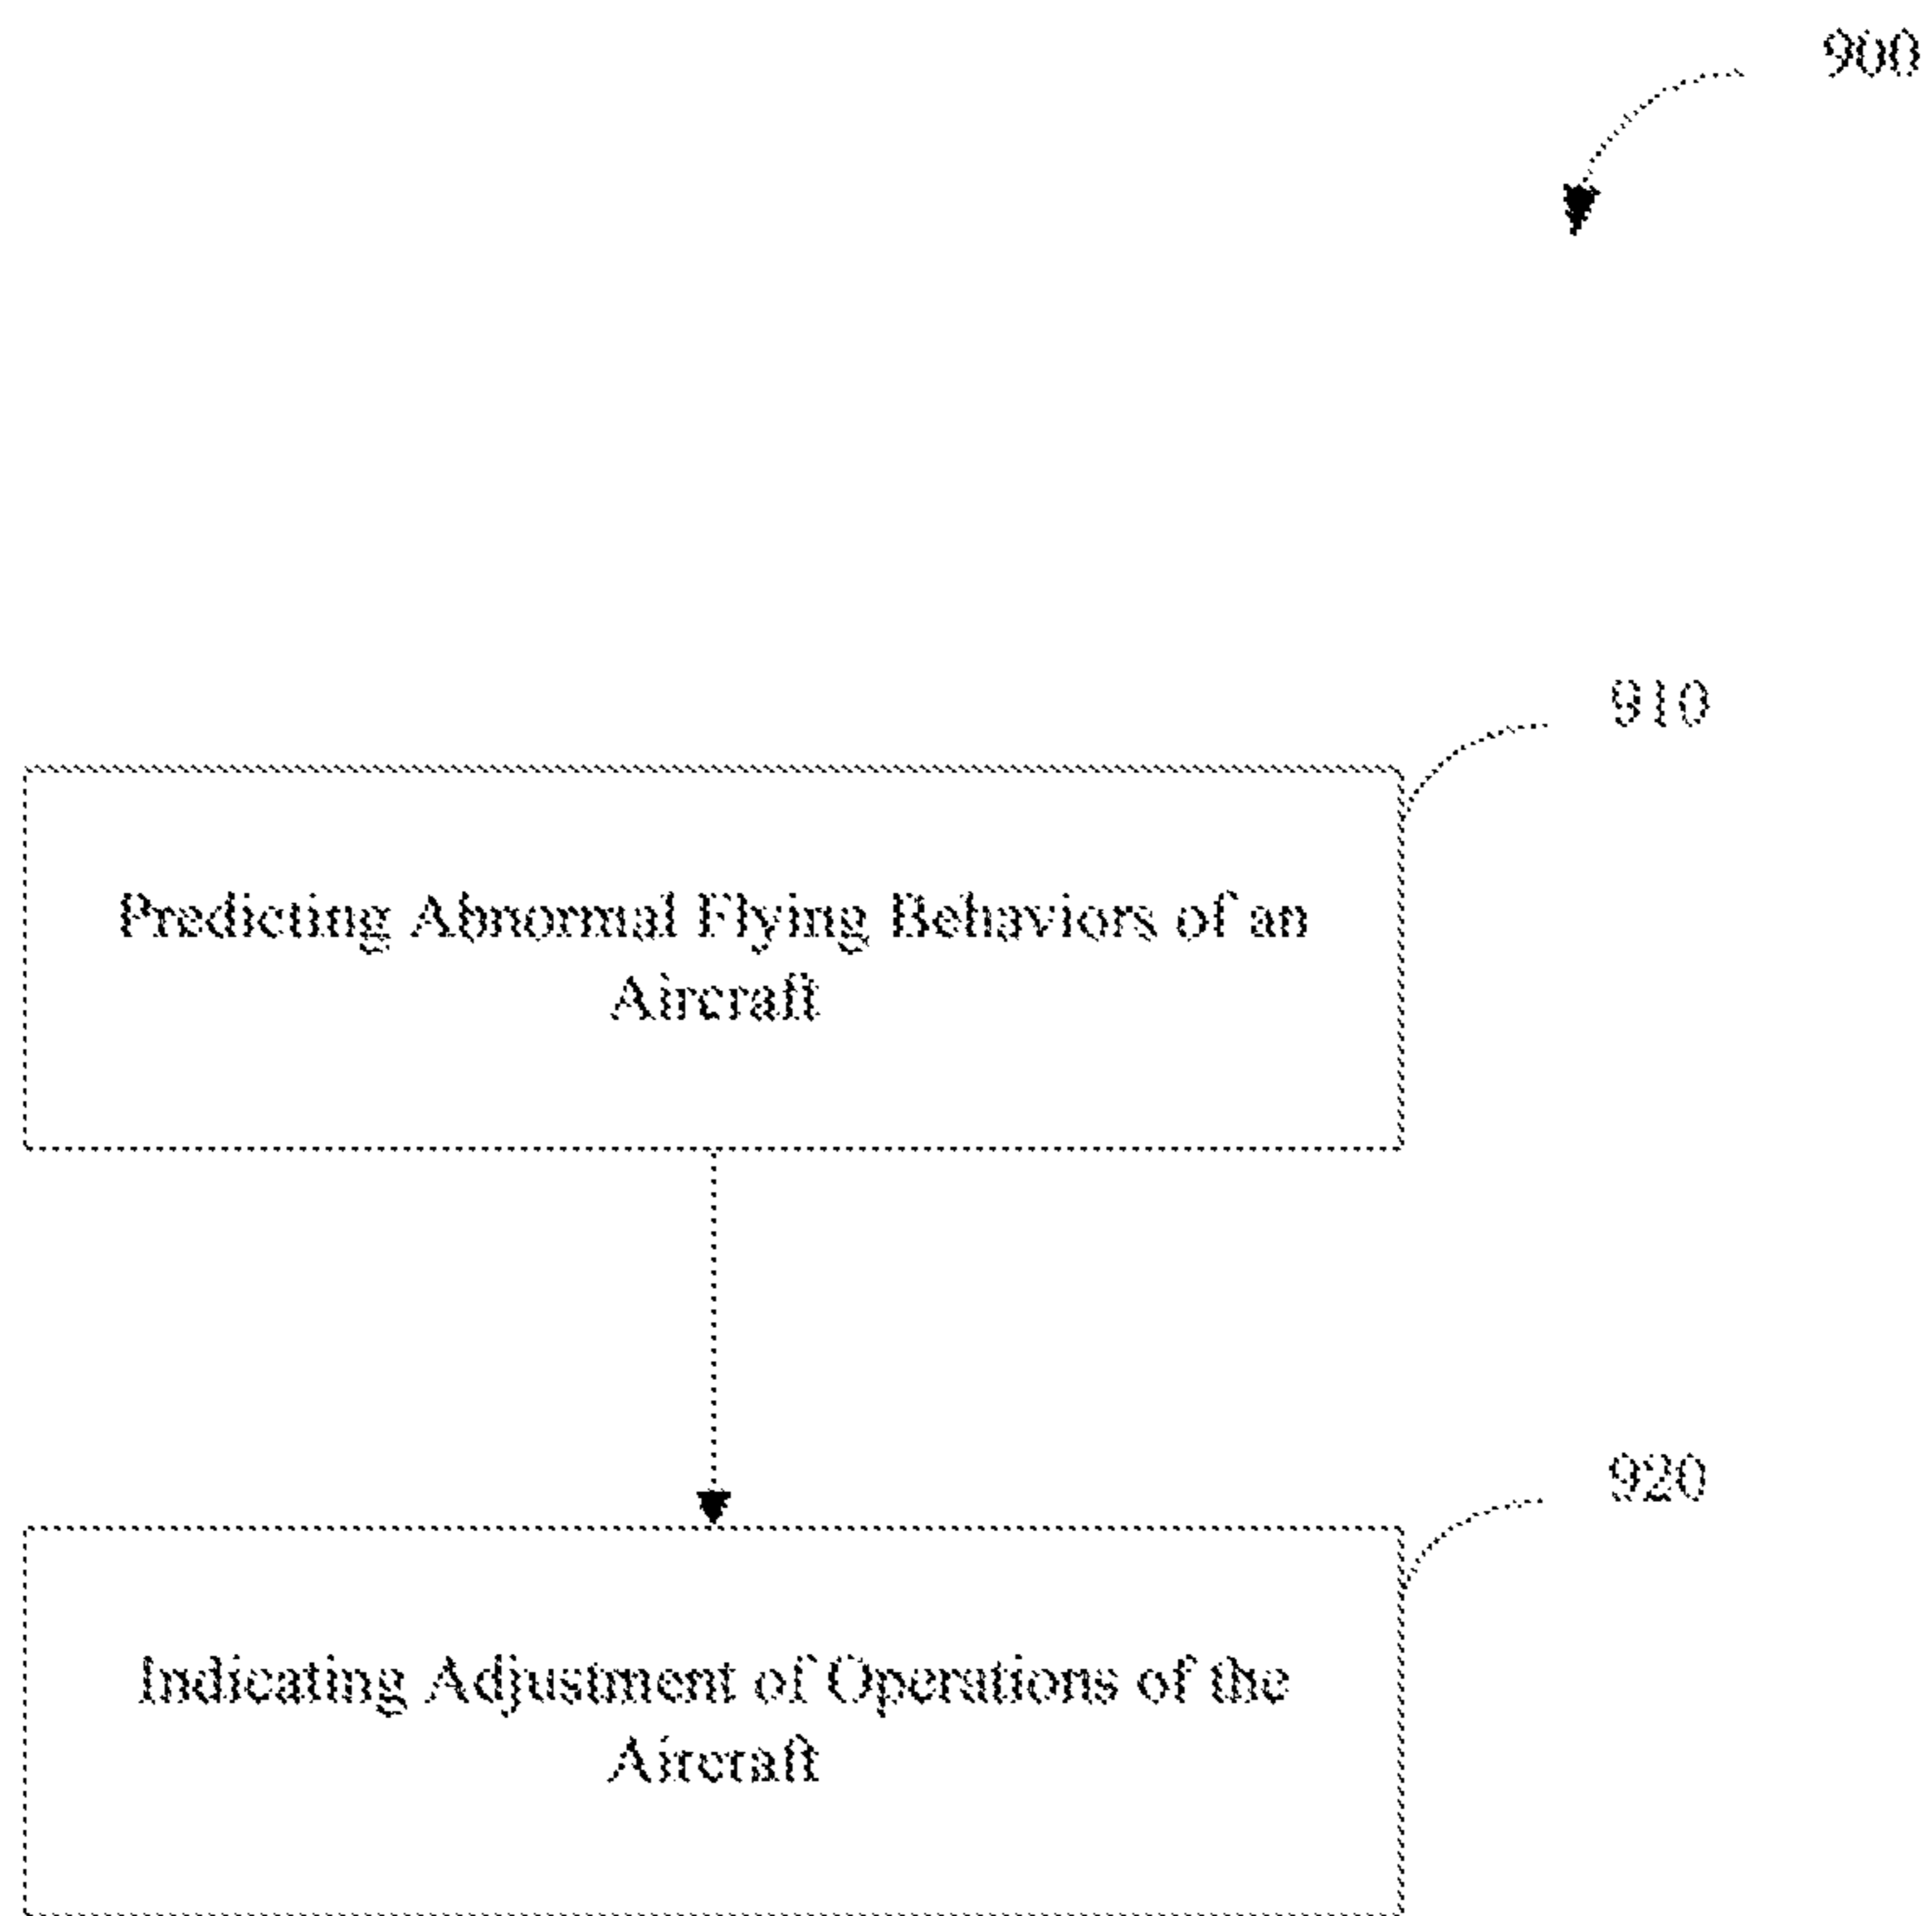 900
910
Predicting Abnormal Flying Behaviors of an
Aircraft
920
Indicating Adjustment of Operations of the
Aircraft